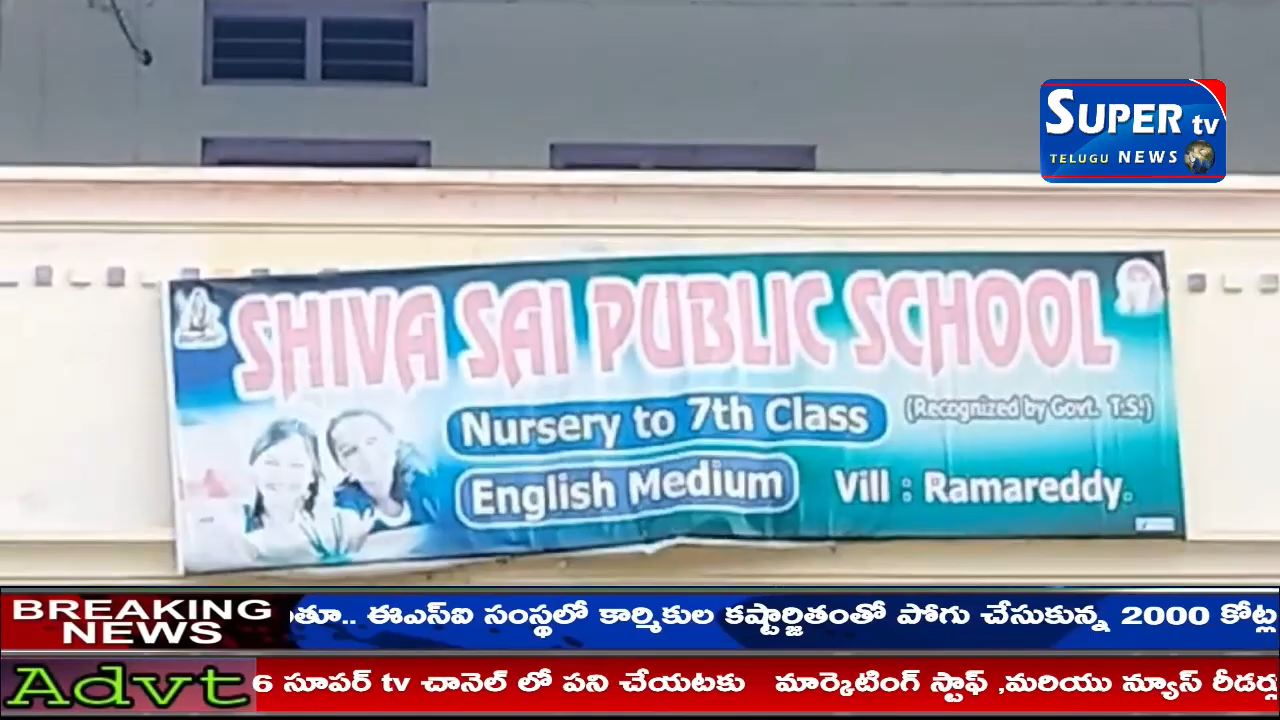 SUPER tv
TELUGU NEWS
SHIVA SAI PUBLIC SCHOOL
Nursery to 7th Class
(Recognized by Govt. T.S.)
English Medium
Vill : Ramareddy.
BREAKING NEWS
తూ.. ఈఎస్ఐ సంస్థలో కార్మికుల కష్టార్జితంతో పోగు చేసుకున్న 2000 కోట్ల
Advt
6 సూపర్ tv చానెల్ లో పని చేయటకు మార్కెటింగ్ స్టాఫ్ ,మరియు న్యూస్ రీడర్లు